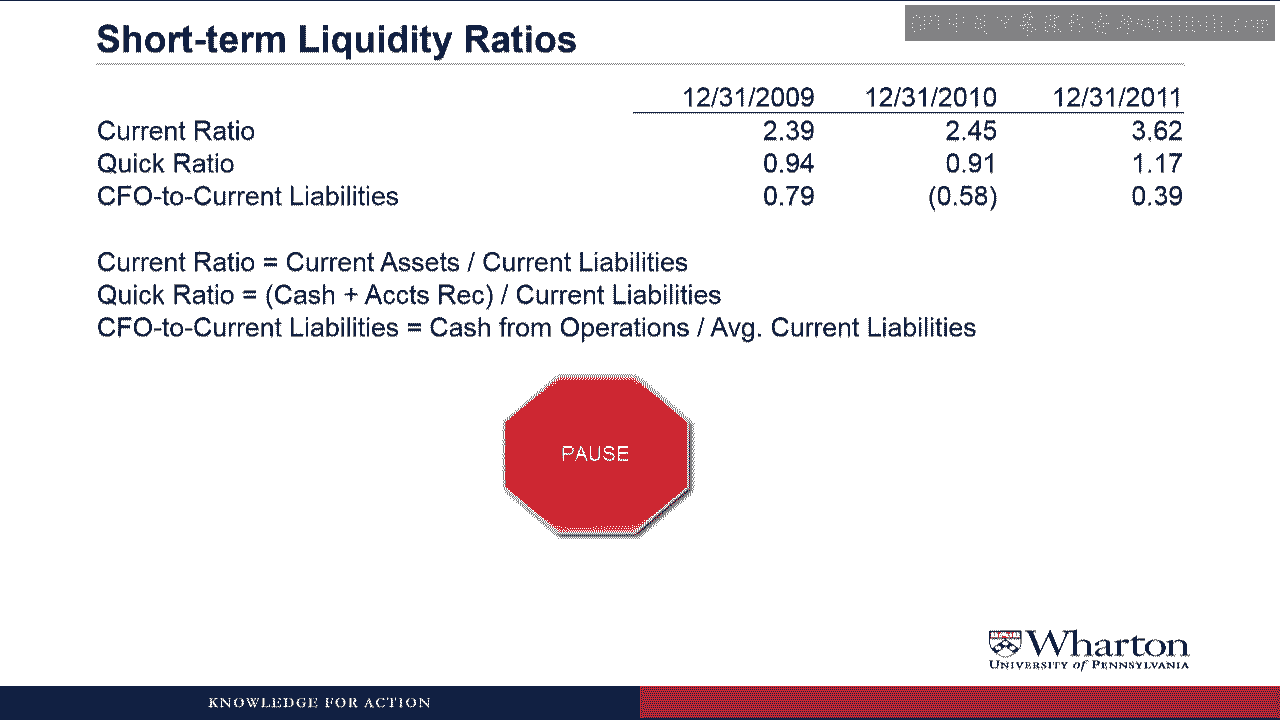 Short-term Liquidity Ratios
12/31/2009 12/31/2010 12/31/2011
Current Ratio 2.39 2.45 3.62
Quick Ratio 0.94 0.91 1.17
CFO-to-Current Liabilities 0.79 (0.58) 0.39
Current Ratio = Current Assets / Current Liabilities
Quick Ratio = (Cash + Accts Rec) / Current Liabilities
CFO-to-Current Liabilities = Cash from Operations / Avg. Current Liabilities
PAUSE
Wharton
UNIVERSITY of PENNSYLVANIA
KNOWLEDGE FOR ACTION